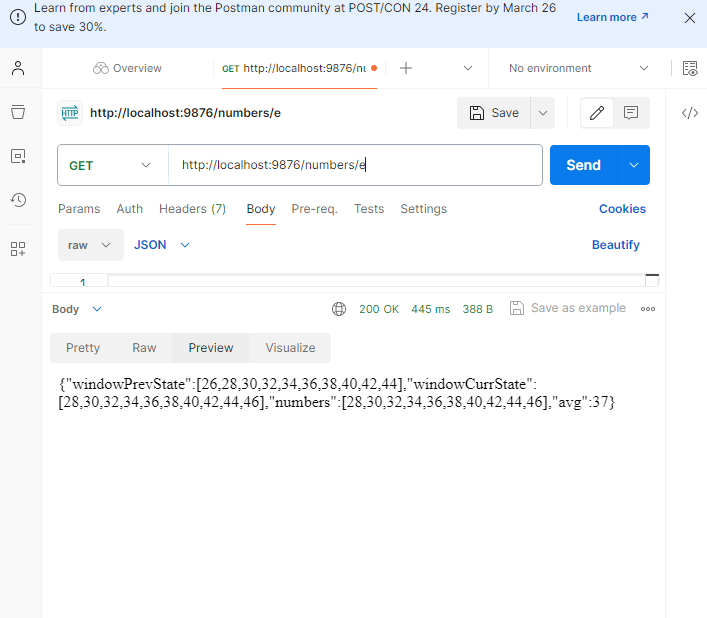 Learn from experts and join the Postman community at POST/CON 24. Register by March 26
to save 30%.
Learn more ↗
Overview
GET http://localhost:9876/nu
No environment
HTTP http://localhost:9876/numbers/e
Save
GET
http://localhost:9876/numbers/e
Send
Params Auth Headers (7) Body Pre-req. Tests Settings
Cookies
raw JSON
Beautify
1
Body
200 OK 445 ms 388 B Save as example
Pretty Raw Preview Visualize
{"windowPrevState":[26,28,30,32,34,36,38,40,42,44],"windowCurrState":
[28,30,32,34,36,38,40,42,44,46],"numbers":[28,30,32,34,36,38,40,42,44,46],"avg":37}